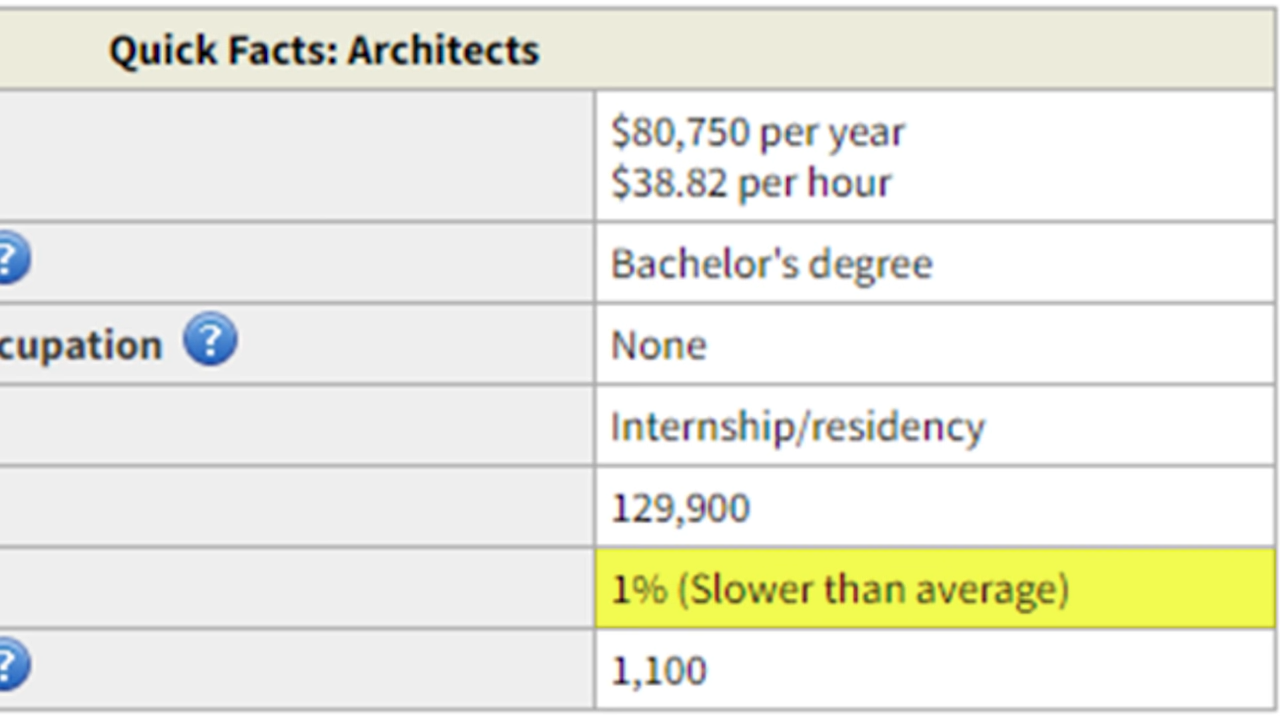 Quick Facts: Architects
$80,750 per year
$38.82 per hour
? Bachelor's degree
cupation ? None
Internship/residency
129,900
1% (Slower than average)
? 1,100